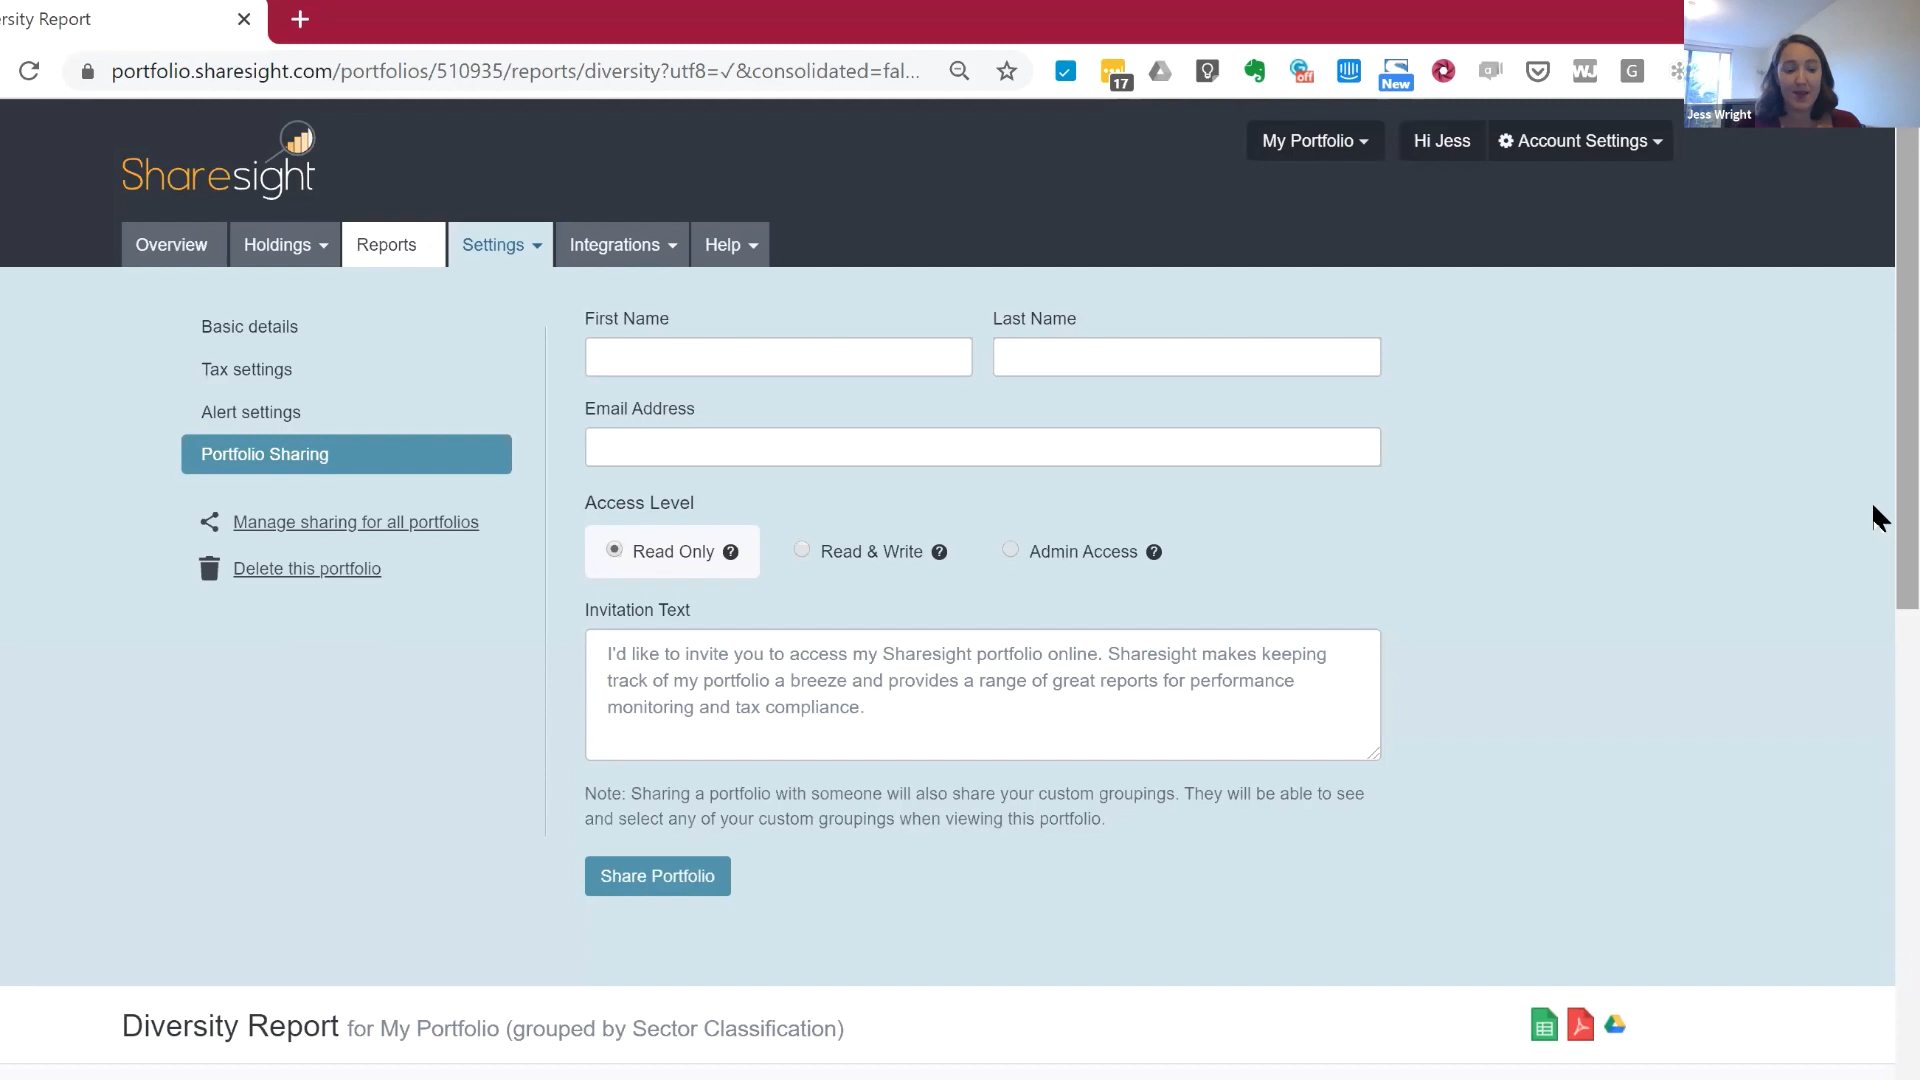 rsity Report
portfolio.sharesight.com/portfolios/510935/reports/diversity?utf8=✓&consolidated=fal...
17
off
New
WJ
G
Jess Wright
Sharesight
My Portfolio
Hi Jess
Account Settings
Overview
Holdings
Reports
Settings
Integrations
Help
Basic details
Tax settings
Alert settings
Portfolio Sharing
Manage sharing for all portfolios
Delete this portfolio
First Name
Last Name
Email Address
Access Level
Read Only ?
Read & Write ?
Admin Access ?
Invitation Text
I'd like to invite you to access my Sharesight portfolio online. Sharesight makes keeping
track of my portfolio a breeze and provides a range of great reports for performance
monitoring and tax compliance.
Note: Sharing a portfolio with someone will also share your custom groupings. They will be able to see
and select any of your custom groupings when viewing this portfolio.
Share Portfolio
Diversity Report for My Portfolio (grouped by Sector Classification)